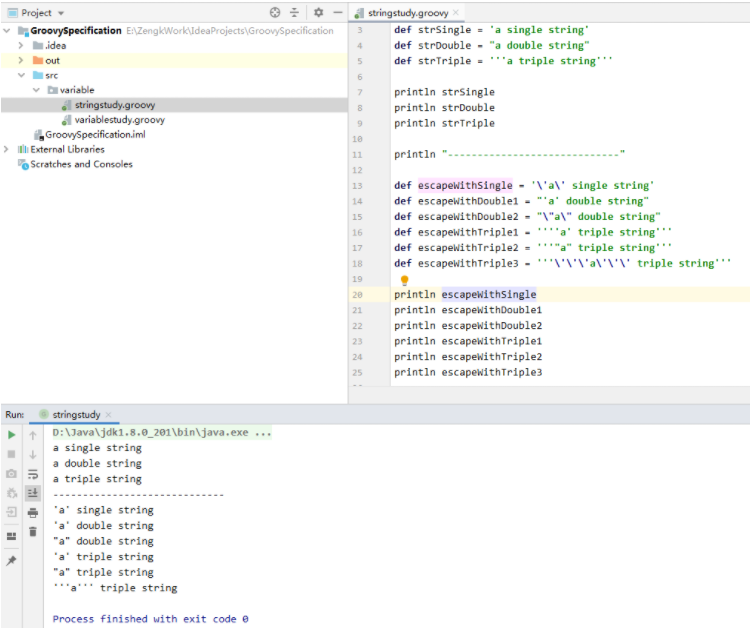 Project
GroovySpecification E:\ZengkWork\IdeaProjects\GroovySpecification
.idea
out
src
variable
stringstudy.groovy
variablestudy.groovy
GroovySpecification.iml
External Libraries
Scratches and Consoles
stringstudy.groovy
3 def strSingle = 'a single string'
4 def strDouble = "a double string"
5 def strTriple = '''a triple string'''
6
7 println strSingle
8 println strDouble
9 println strTriple
10
11 println "-----------------------------"
12
13 def escapeWithSingle = '\'a\' single string'
14 def escapeWithDouble1 = "'a' double string"
15 def escapeWithDouble2 = "\"a\" double string"
16 def escapeWithTriple1 = ''''a' triple string'''
17 def escapeWithTriple2 = '''"a" triple string'''
18 def escapeWithTriple3 = '''\'\'\'a\'\'\' triple string'''
19
20 println escapeWithSingle
21 println escapeWithDouble1
22 println escapeWithDouble2
23 println escapeWithTriple1
24 println escapeWithTriple2
25 println escapeWithTriple3
Run: stringstudy
D:\Java\jdk1.8.0_201\bin\java.exe ...
a single string
a double string
a triple string
-----------------------------
'a' single string
'a' double string
"a" double string
'a' triple string
"a" triple string
'''a''' triple string
Process finished with exit code 0